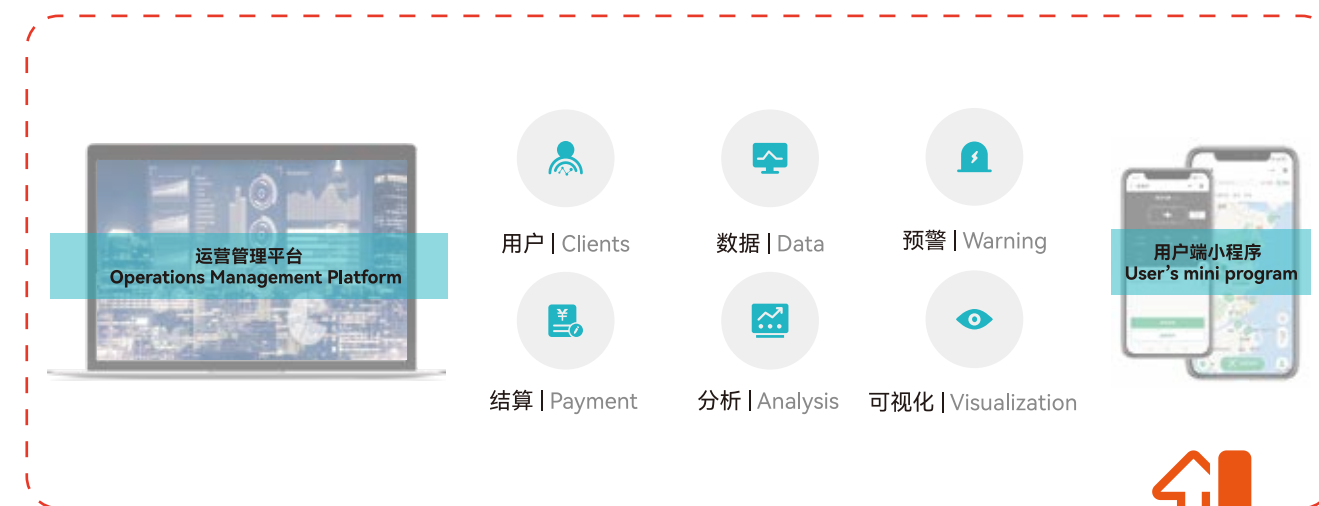 运营管理平台
Operations Management Platform
用户 | Clients
数据 | Data
预警 | Warning
用户端小程序
User's mini program
结算 | Payment
分析 | Analysis
可视化 | Visualization
¥